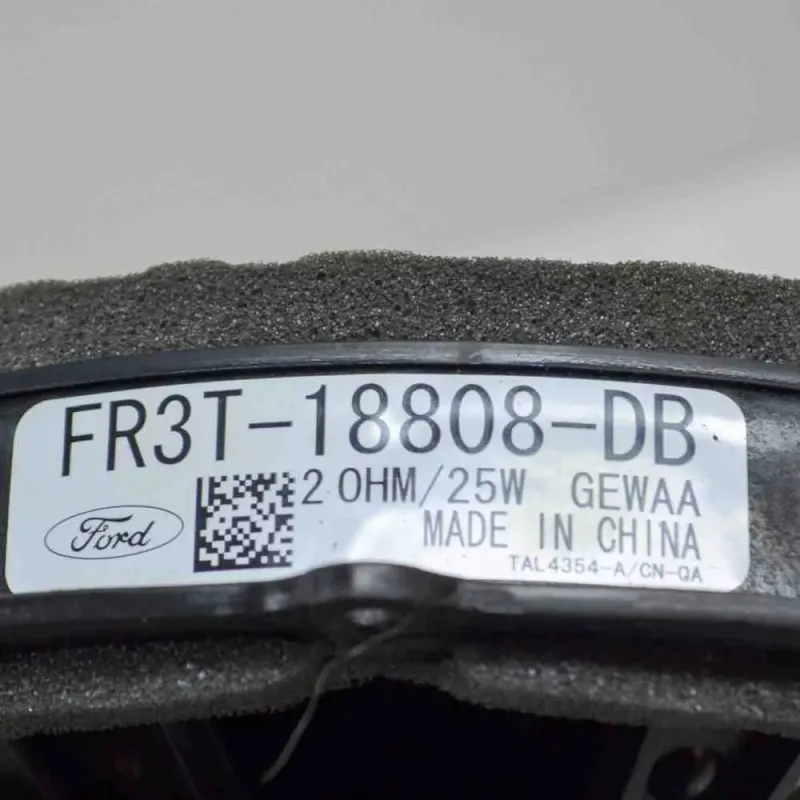 FR3T-18808-DB
2 OHM/25W GEWAA
Ford
MADE IN CHINA
TAL4354-A/CN-QA